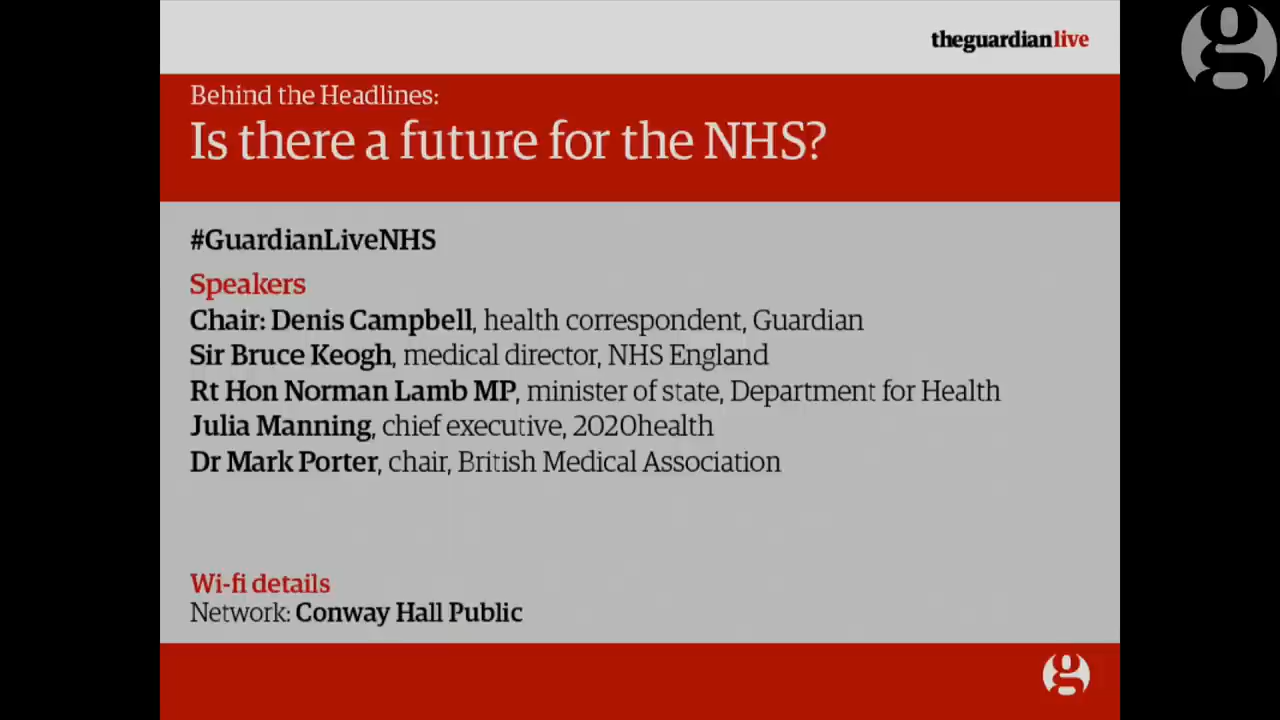 theguardianlive
Behind the Headlines:
Is there a future for the NHS?
#GuardianLiveNHS
Speakers
Chair: Denis Campbell, health correspondent, Guardian
Sir Bruce Keogh, medical director, NHS England
Rt Hon Norman Lamb MP, minister of state, Department for Health
Julia Manning, chief executive, 2020health
Dr Mark Porter, chair, British Medical Association
Wi-fi details
Network: Conway Hall Public
g
g